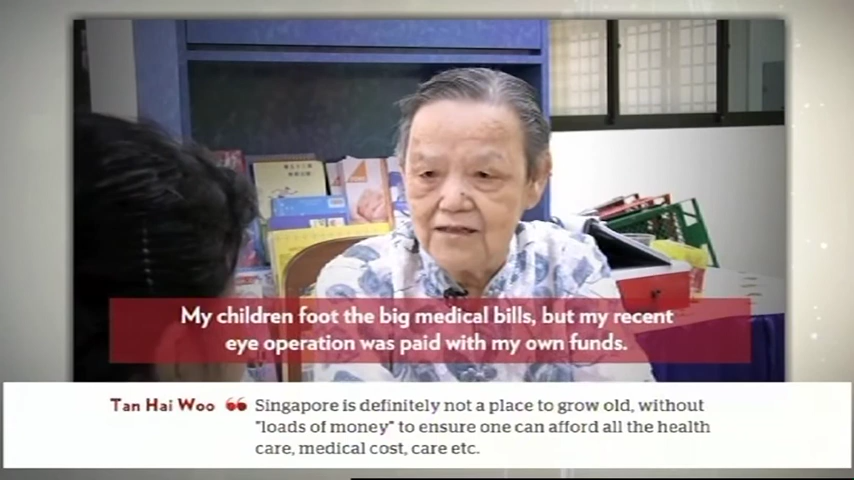 My children foot the big medical bills, but my recent
eye operation was paid with my own funds.
Tan Hai Woo “ Singapore is definitely not a place to grow old, without
"loads of money" to ensure one can afford all the health
care, medical cost, care etc.